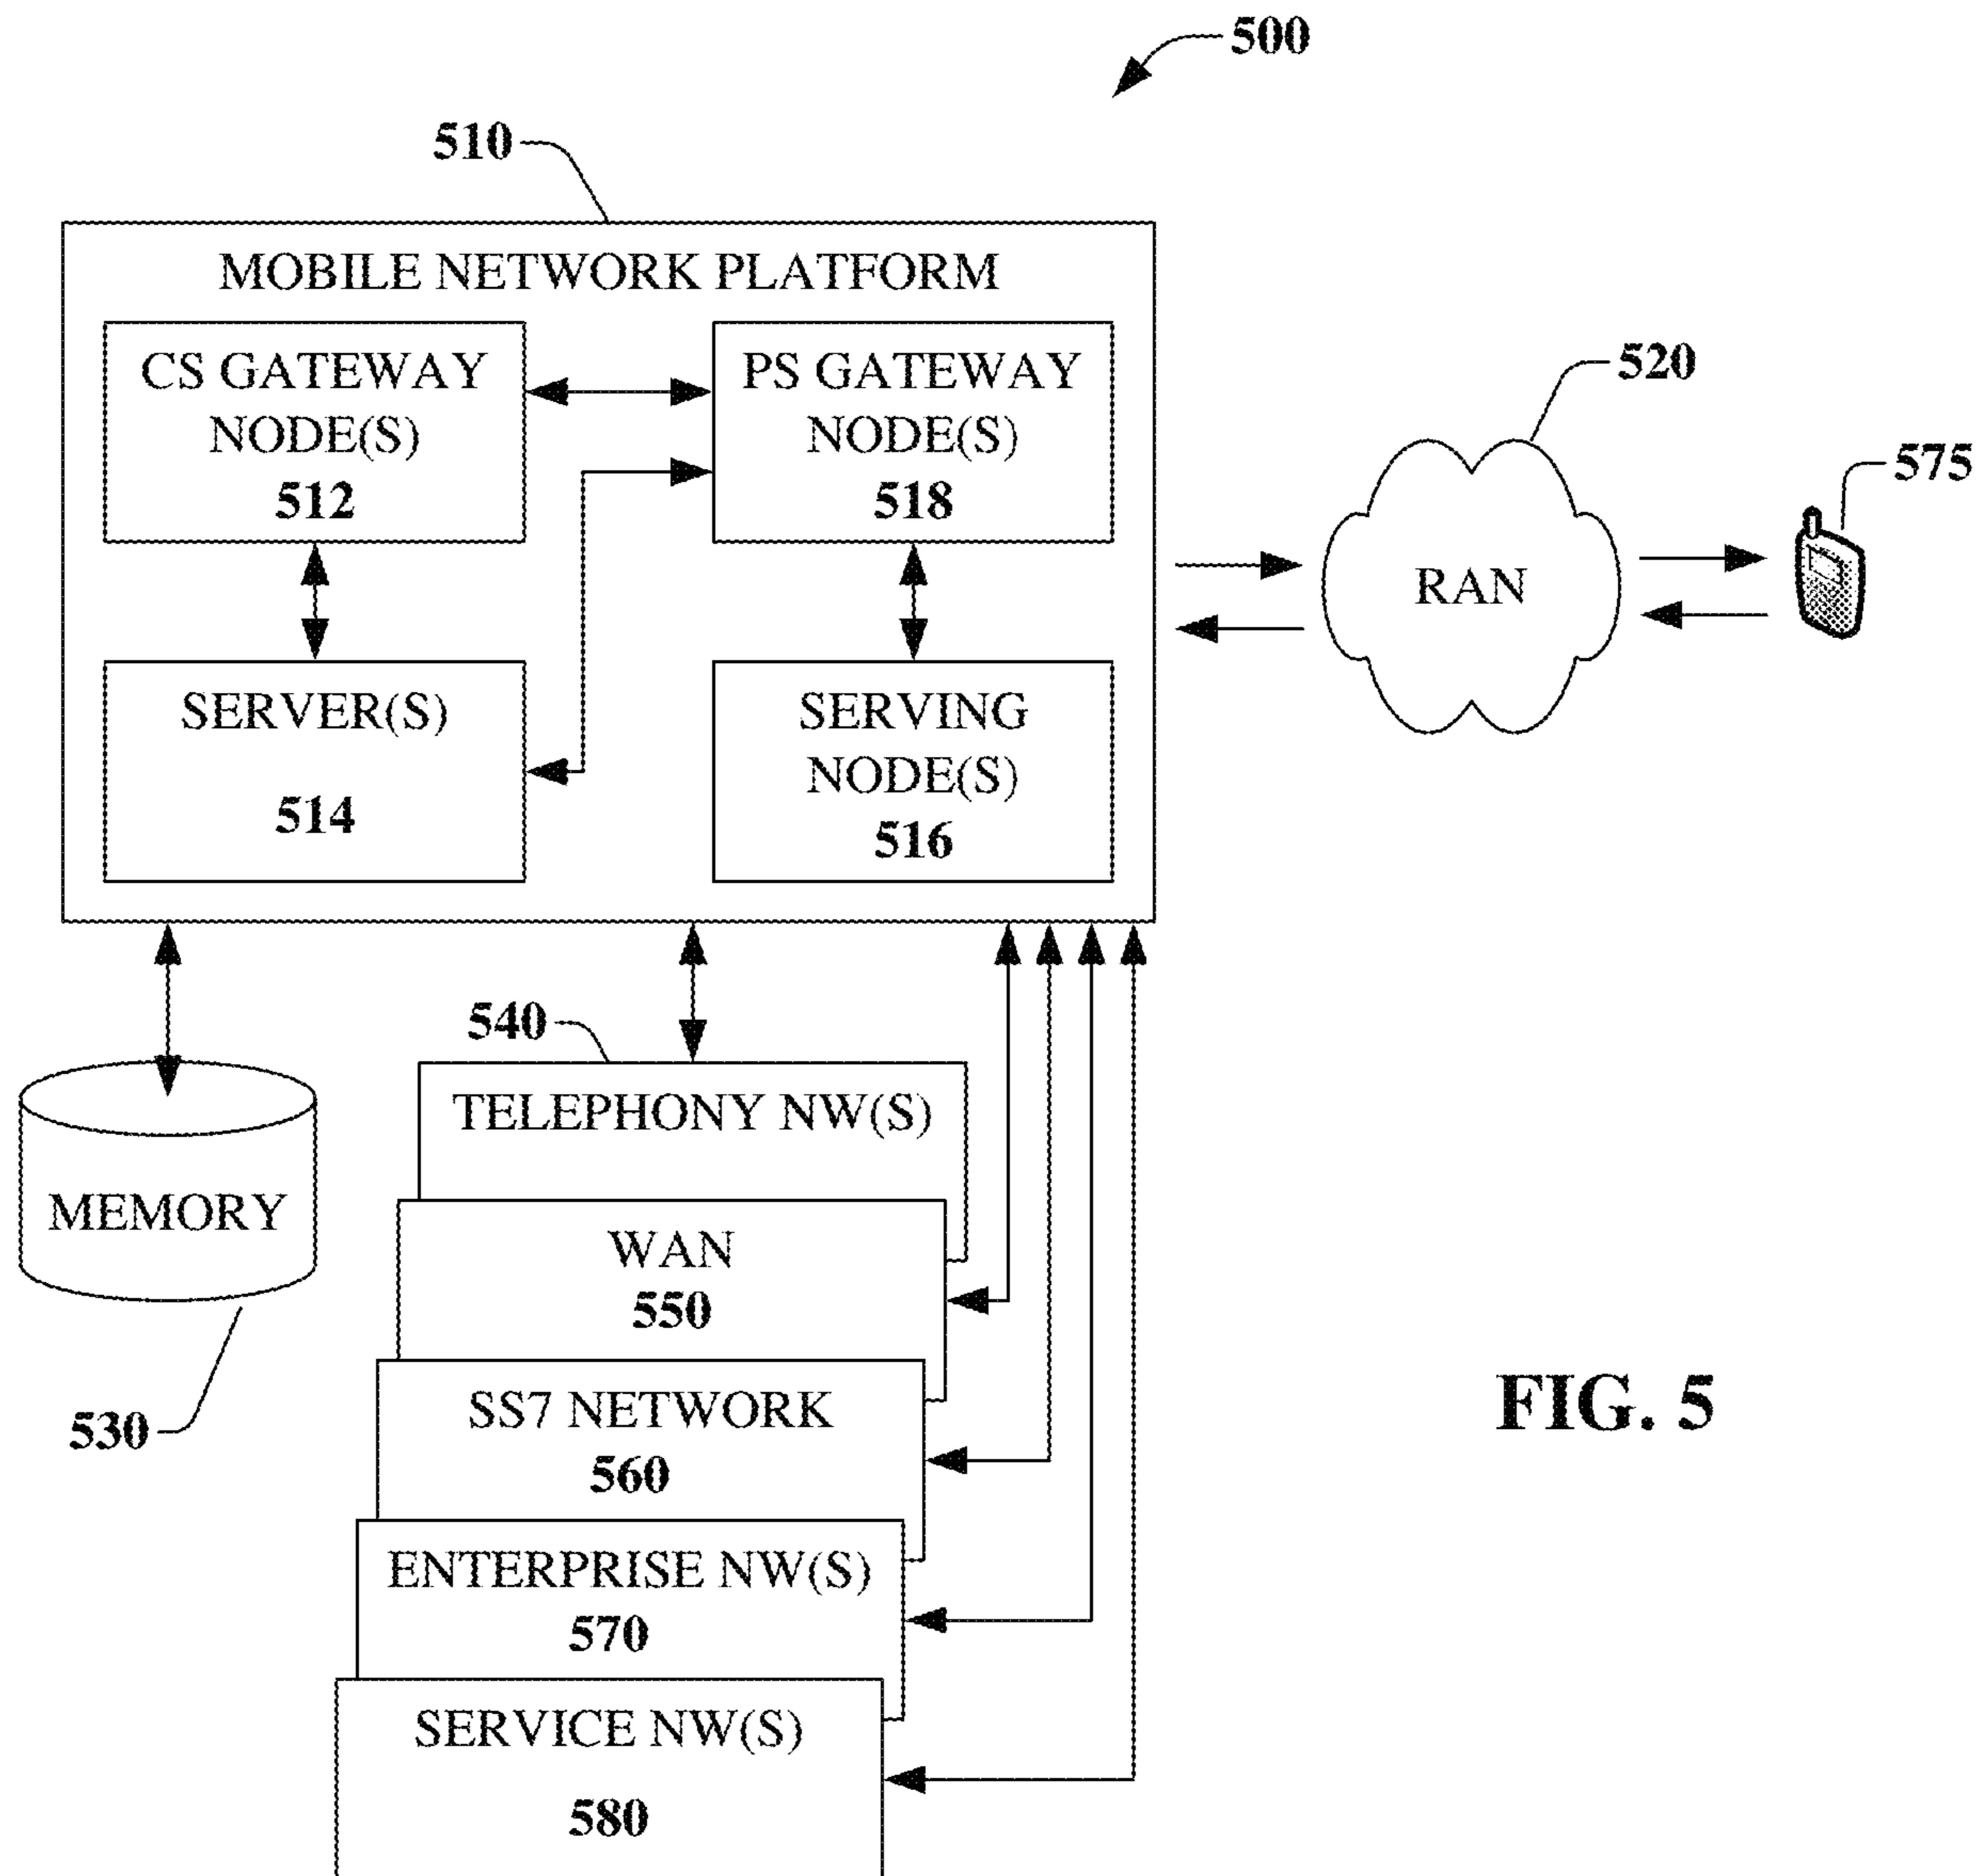 500
510
MOBILE NETWORK PLATFORM
CS GATEWAY
NODE(S)
512
PS GATEWAY
NODE(S)
518
SERVER(S)
514
SERVING
NODE(S)
516
520
RAN
575
540
TELEPHONY NW(S)
MEMORY
530
WAN
550
SS7 NETWORK
560
ENTERPRISE NW(S)
570
SERVICE NW(S)
580
FIG. 5